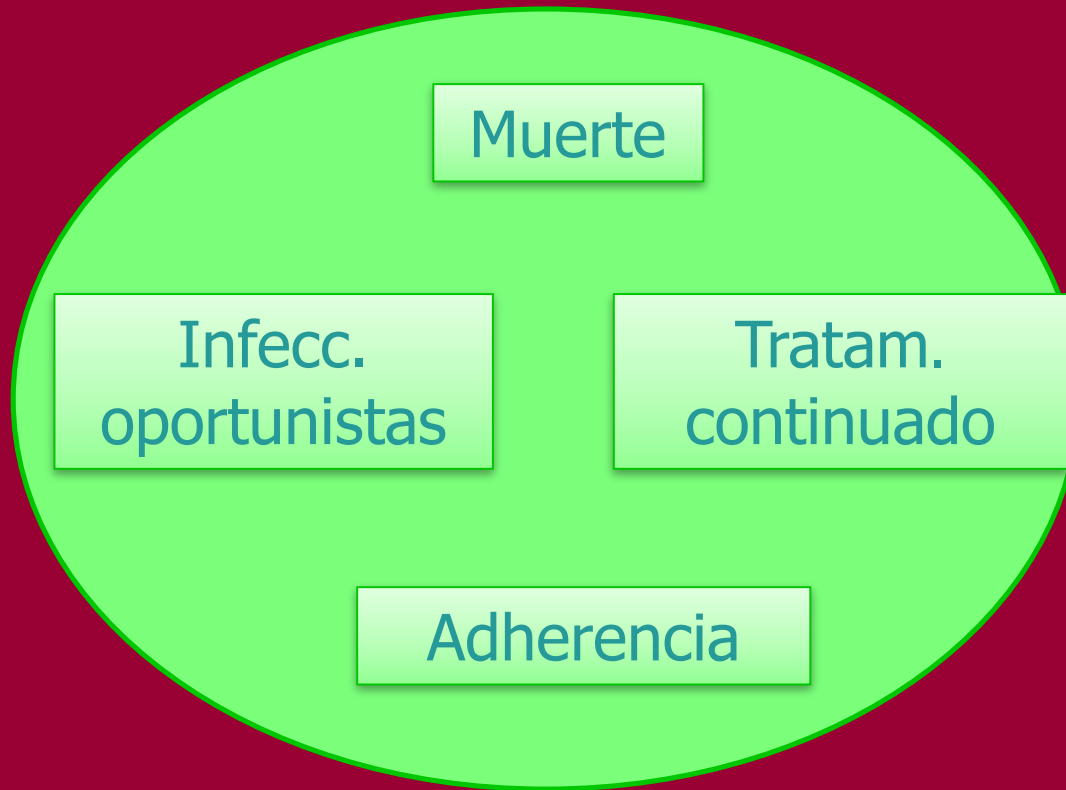 Muerte
Infecc.
oportunistas
Tratam.
continuado
Adherencia